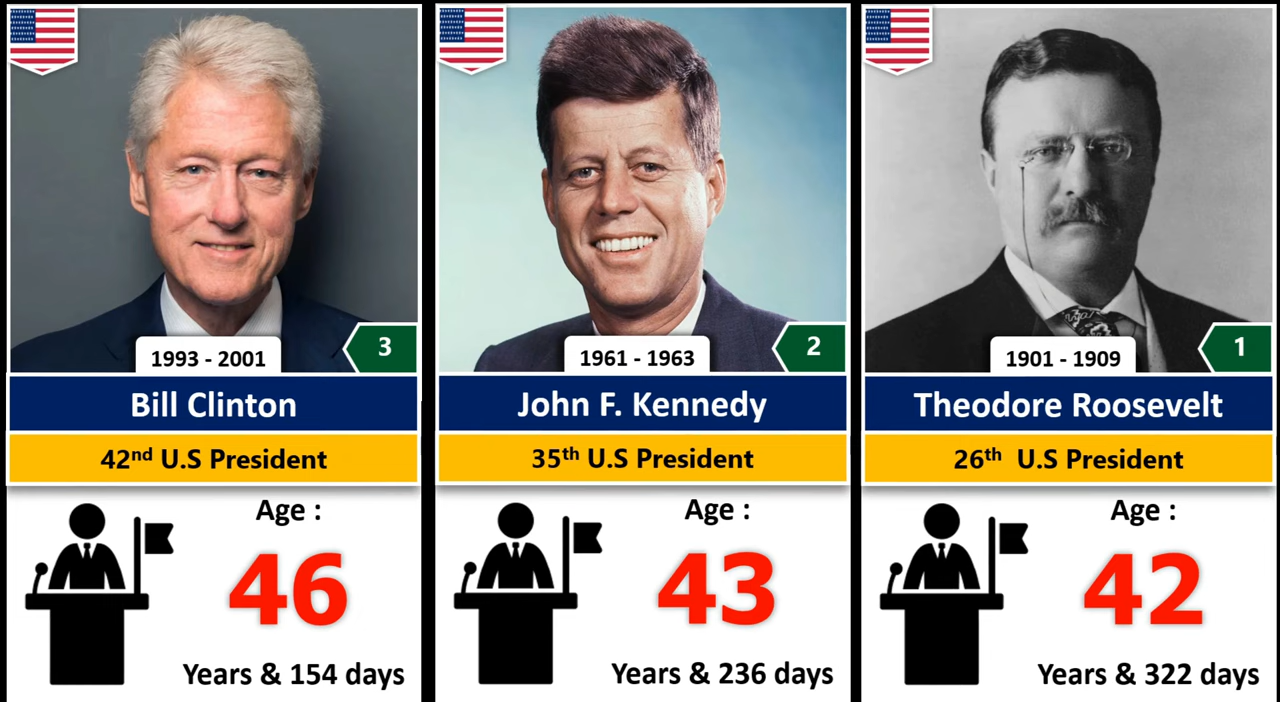 1993 - 2001
3
Bill Clinton
42nd U.S President
Age :
46
Years & 154 days
1961 - 1963
2
John F. Kennedy
35th U.S President
Age :
43
Years & 236 days
1901 - 1909
1
Theodore Roosevelt
26th U.S President
Age :
42
Years & 322 days